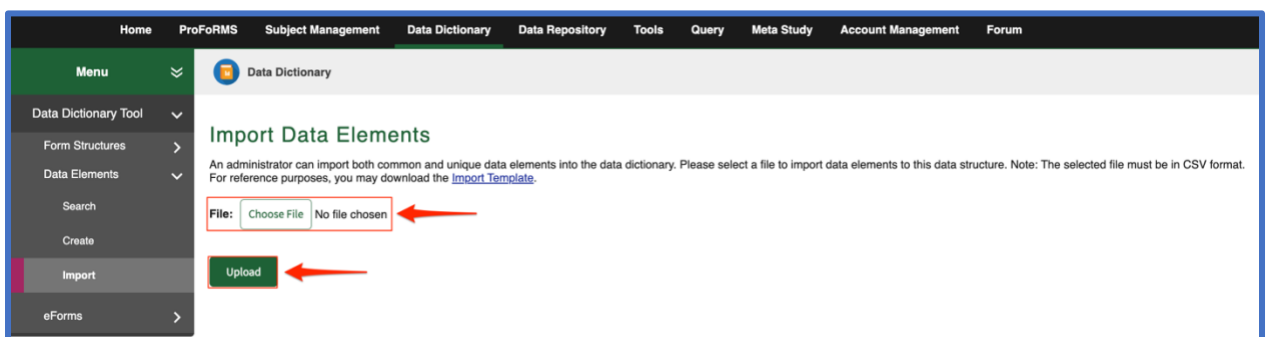 Home ProFoRMS Subject Management Data Dictionary Data Repository Tools Query Meta Study Account Management Forum
Menu
Data Dictionary
Data Dictionary Tool
Form Structures
Data Elements
Search
Create
Import
eForms
Import Data Elements
An administrator can import both common and unique data elements into the data dictionary. Please select a file to import data elements to this data structure. Note: The selected file must be in CSV format.
For reference purposes, you may download the Import Template.
File: Choose File No file chosen
Upload